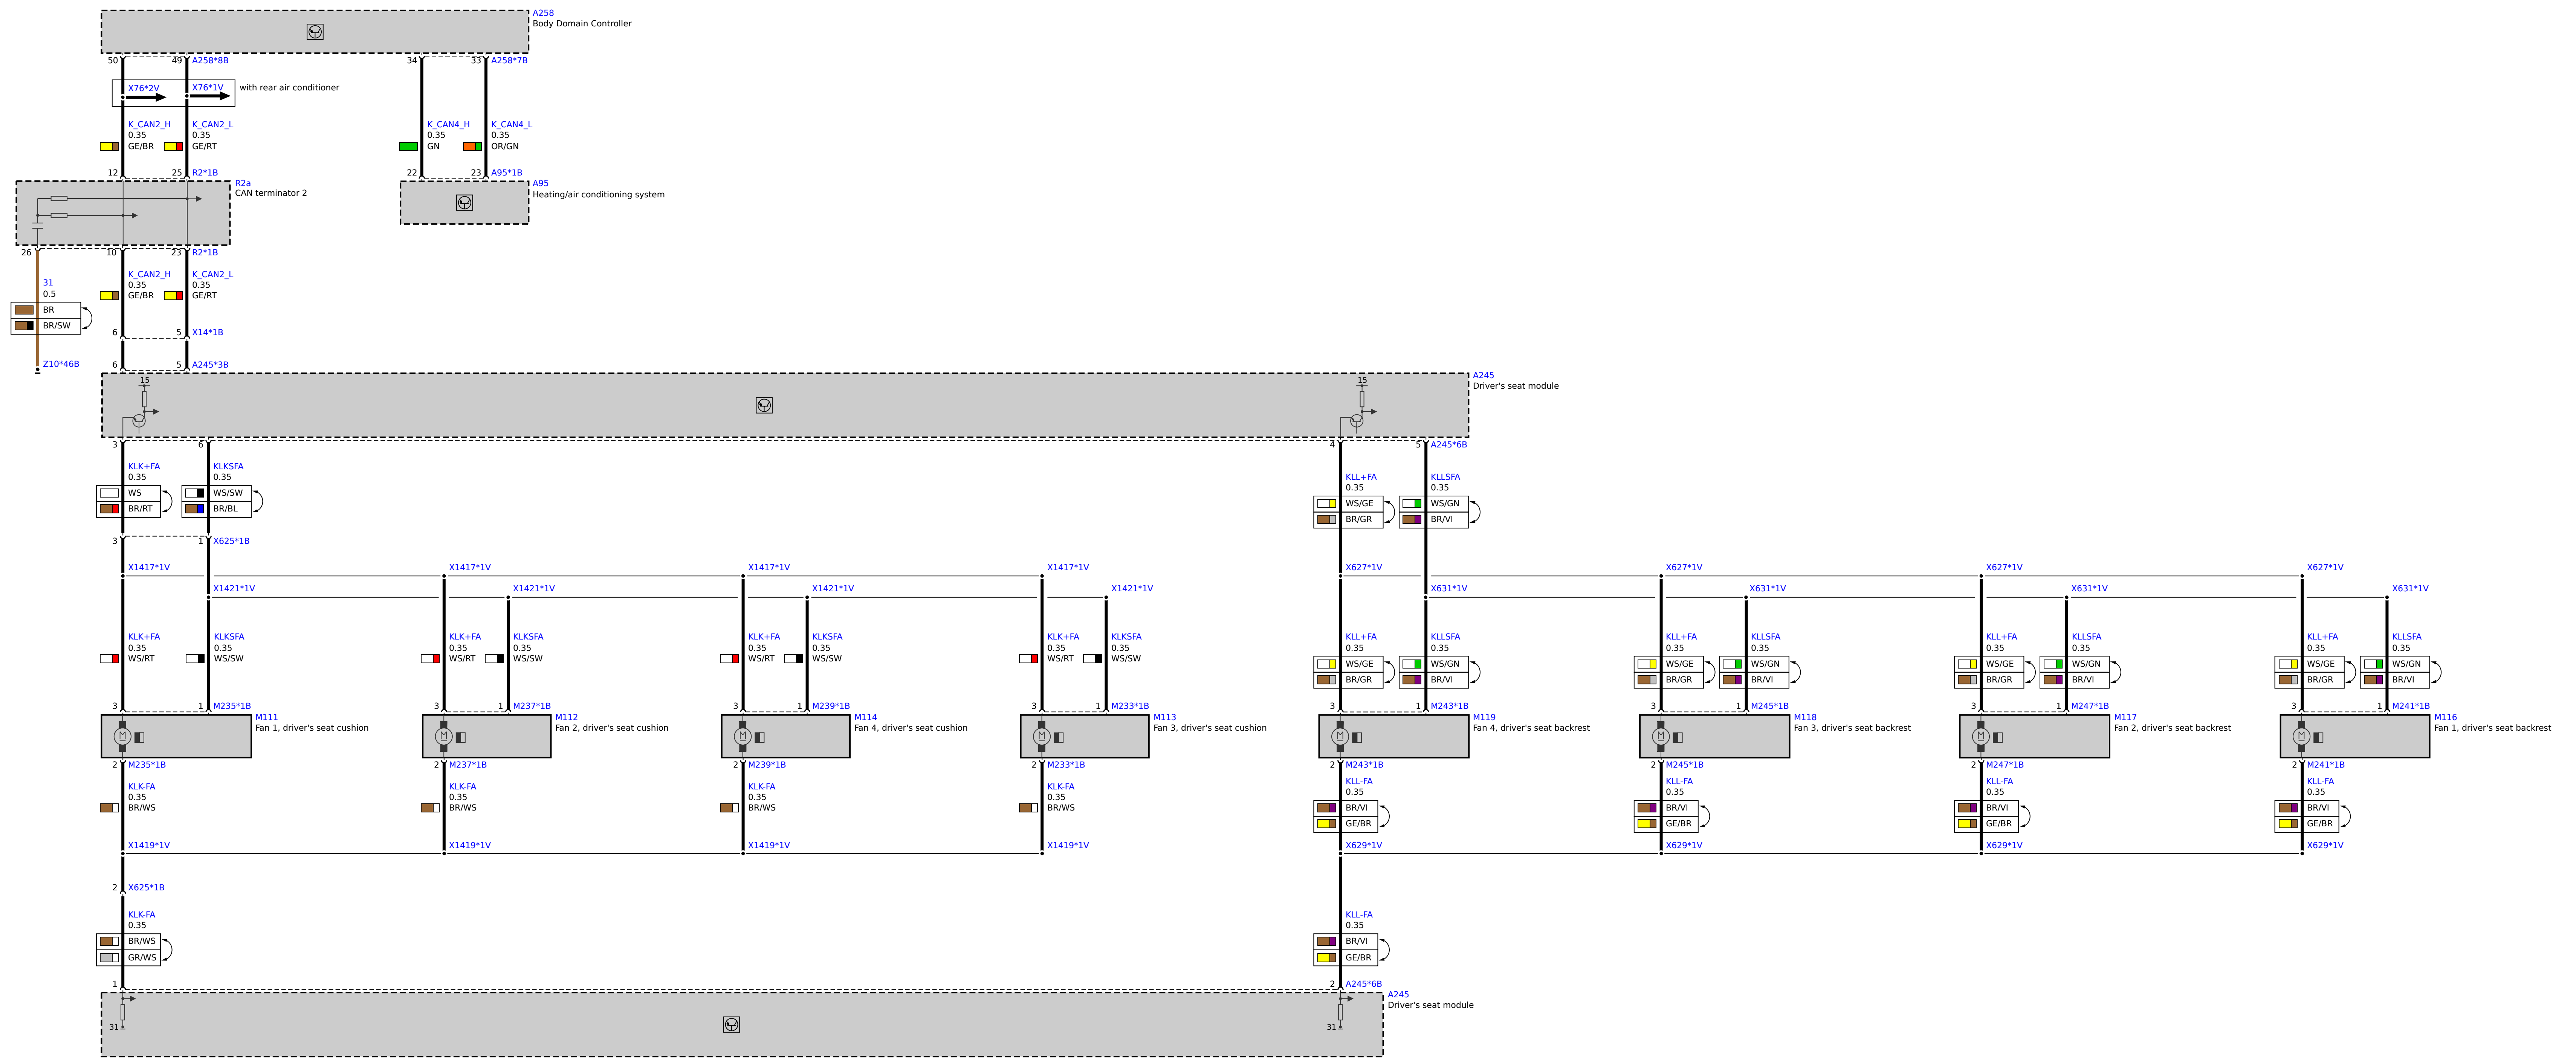 A258
Body Domain Controller
50
49
A258*8B
34
33
A258*7B
X76*2V
X76*1V
with rear air conditioner
K_CAN2_H
0.35
GE/BR
K_CAN2_L
0.35
GE/RT
K_CAN4_H
0.35
GN
K_CAN4_L
0.35
OR/GN
12
25
R2*1B
22
23
A95*1B
R2a
CAN terminator 2
A95
Heating/air conditioning system
26
10
23
R2*1B
31
0.5
BR
BR/SW
K_CAN2_H
0.35
GE/BR
K_CAN2_L
0.35
GE/RT
6
5
X14*1B
Z10*46B
6
5
A245*3B
15
15
A245
Driver's seat module
3
6
4
5
A245*6B
KLK+FA
0.35
WS
BR/RT
KLKSFA
0.35
WS/SW
BR/BL
KLL+FA
0.35
WS/GE
BR/GR
KLLSFA
0.35
WS/GN
BR/VI
3
1
X625*1B
X1417*1V
X1417*1V
X1417*1V
X1417*1V
X627*1V
X627*1V
X627*1V
X627*1V
X1421*1V
X1421*1V
X1421*1V
X1421*1V
X631*1V
X631*1V
X631*1V
X631*1V
KLK+FA
0.35
WS/RT
KLKSFA
0.35
WS/SW
KLK+FA
0.35
WS/RT
KLKSFA
0.35
WS/SW
KLK+FA
0.35
WS/RT
KLKSFA
0.35
WS/SW
KLK+FA
0.35
WS/RT
KLKSFA
0.35
WS/SW
KLL+FA
0.35
WS/GE
BR/GR
KLLSFA
0.35
WS/GN
BR/VI
KLL+FA
0.35
WS/GE
BR/GR
KLLSFA
0.35
WS/GN
BR/VI
KLL+FA
0.35
WS/GE
BR/GR
KLLSFA
0.35
WS/GN
BR/VI
KLL+FA
0.35
WS/GE
BR/GR
KLLSFA
0.35
WS/GN
BR/VI
3
1
M235*1B
3
1
M237*1B
3
1
M239*1B
3
1
M233*1B
3
1
M243*1B
3
1
M245*1B
3
1
M247*1B
3
1
M241*1B
M
M111
Fan 1, driver's seat cushion
M
M112
Fan 2, driver's seat cushion
M
M114
Fan 4, driver's seat cushion
M
M113
Fan 3, driver's seat cushion
M
M119
Fan 4, driver's seat backrest
M
M118
Fan 3, driver's seat backrest
M
M117
Fan 2, driver's seat backrest
M
M116
Fan 1, driver's seat backrest
2
M235*1B
2
M237*1B
2
M239*1B
2
M233*1B
2
M243*1B
2
M245*1B
2
M247*1B
2
M241*1B
KLK-FA
0.35
BR/WS
KLK-FA
0.35
BR/WS
KLK-FA
0.35
BR/WS
KLK-FA
0.35
BR/WS
KLL-FA
0.35
BR/VI
GE/BR
KLL-FA
0.35
BR/VI
GE/BR
KLL-FA
0.35
BR/VI
GE/BR
KLL-FA
0.35
BR/VI
GE/BR
X1419*1V
X1419*1V
X1419*1V
X1419*1V
X629*1V
X629*1V
X629*1V
X629*1V
2
X625*1B
KLK-FA
0.35
BR/WS
GR/WS
KLL-FA
0.35
BR/VI
GE/BR
1
2
A245*6B
31
31
A245
Driver's seat module